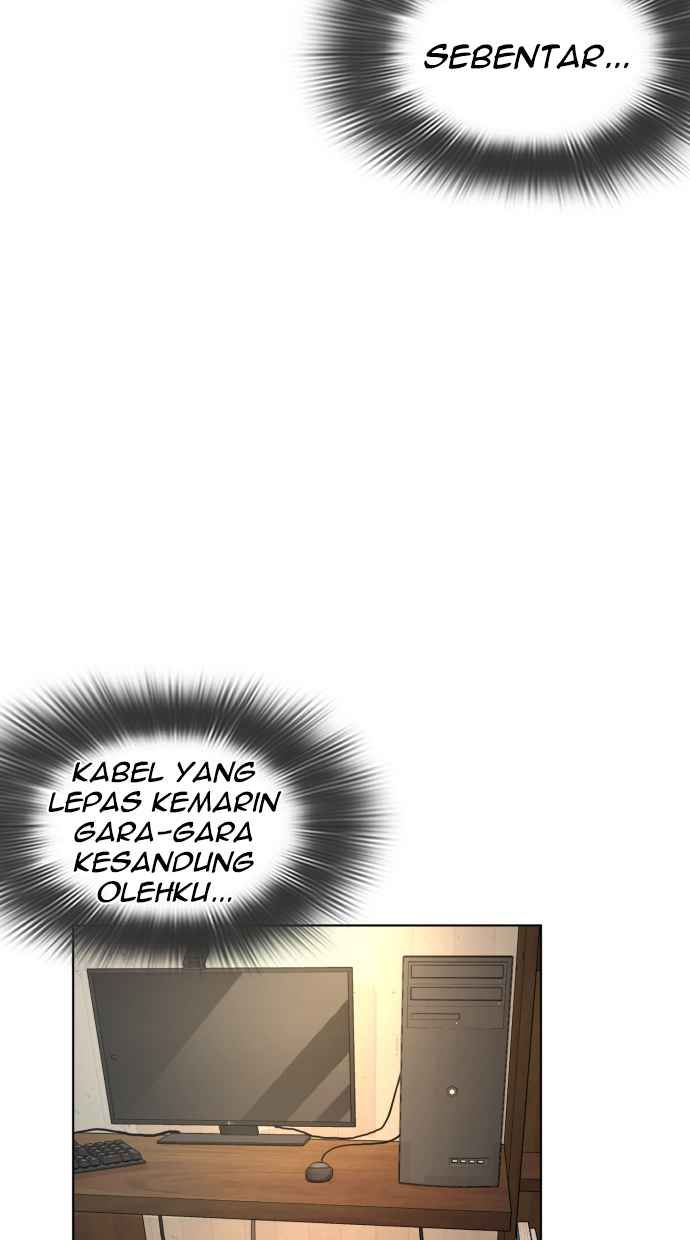 SEBENTAR...
KABEL YANG
LEPAS KEMARIN
GARA-GARA
KESANDUNG
OLEHKU...